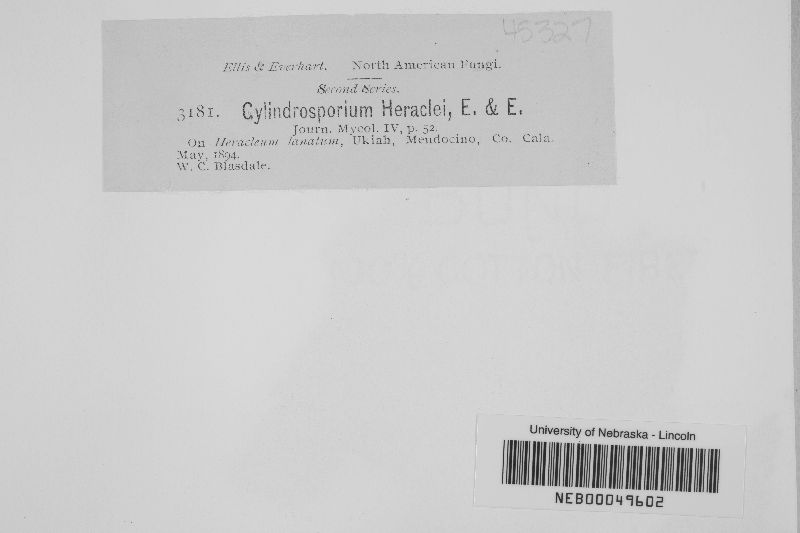 45327
Ellis & Everhart. North American Fungi.
Second Series.
3181. Cylindrosporium Heraclei, E. & E.
Journ. Mycol. IV, p. 52.
On Heracleum lanatum, Ukiah, Mendocino, Co. Cala.
May, 1894.
W. C. Blasdale.
University of Nebraska - Lincoln
NEB00049602